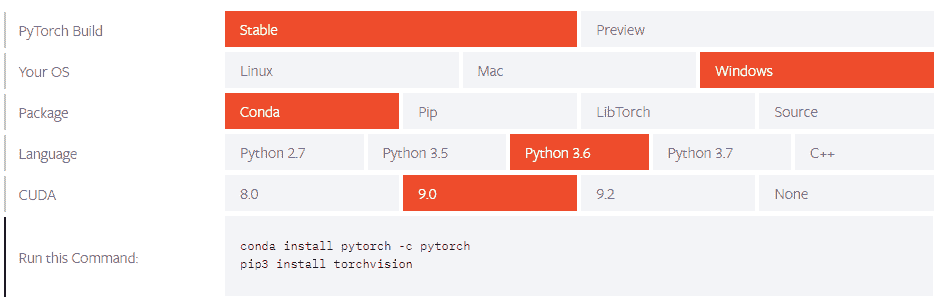 PyTorch Build Stable Preview
Your OS Linux Mac Windows
Package Conda Pip LibTorch Source
Language Python 2.7 Python 3.5 Python 3.6 Python 3.7 C++
CUDA 8.0 9.0 9.2 None
Run this Command:
conda install pytorch -c pytorch
pip3 install torchvision